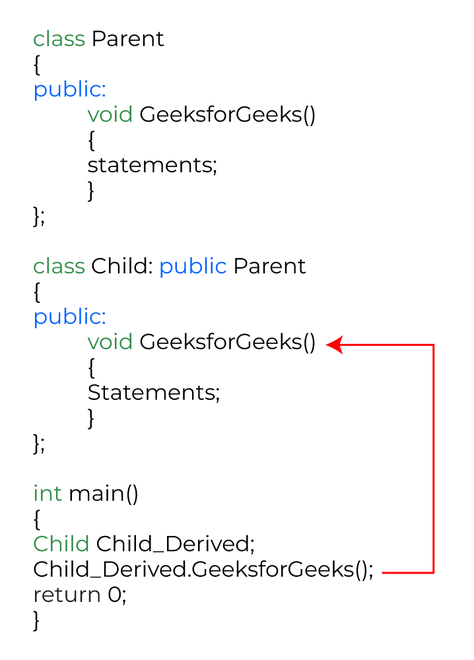 class Parent
{
public:
void GeeksforGeeks()
{
statements;
}
};
class Child: public Parent
{
public:
void GeeksforGeeks()
{
Statements;
}
};
int main()
{
Child Child_Derived;
Child_Derived.GeeksforGeeks();
return 0;
}